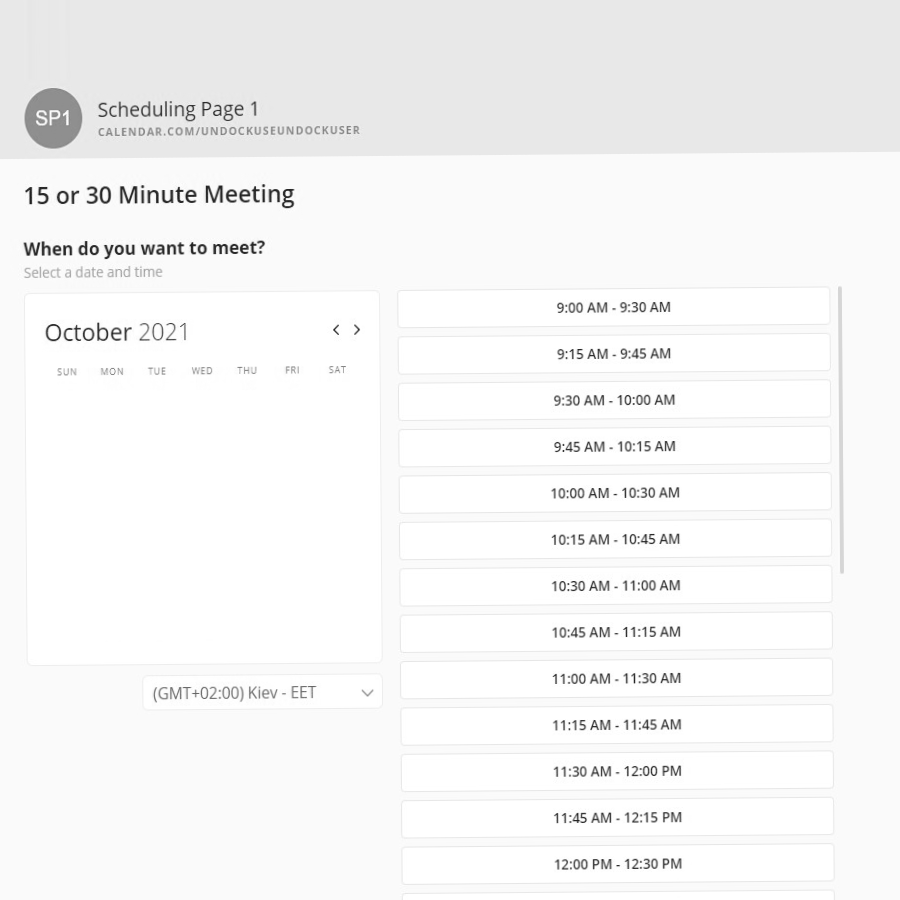 SP1
Scheduling Page 1
CALENDAR.COM/UNDOCKUSEUNDOCKUSER
15 or 30 Minute Meeting
When do you want to meet?
Select a date and time
October 2021
SUN MON TUE WED THU FRI SAT
(GMT+02:00) Kiev - EET
9:00 AM - 9:30 AM
9:15 AM - 9:45 AM
9:30 AM - 10:00 AM
9:45 AM - 10:15 AM
10:00 AM - 10:30 AM
10:15 AM - 10:45 AM
10:30 AM - 11:00 AM
10:45 AM - 11:15 AM
11:00 AM - 11:30 AM
11:15 AM - 11:45 AM
11:30 AM - 12:00 PM
11:45 AM - 12:15 PM
12:00 PM - 12:30 PM